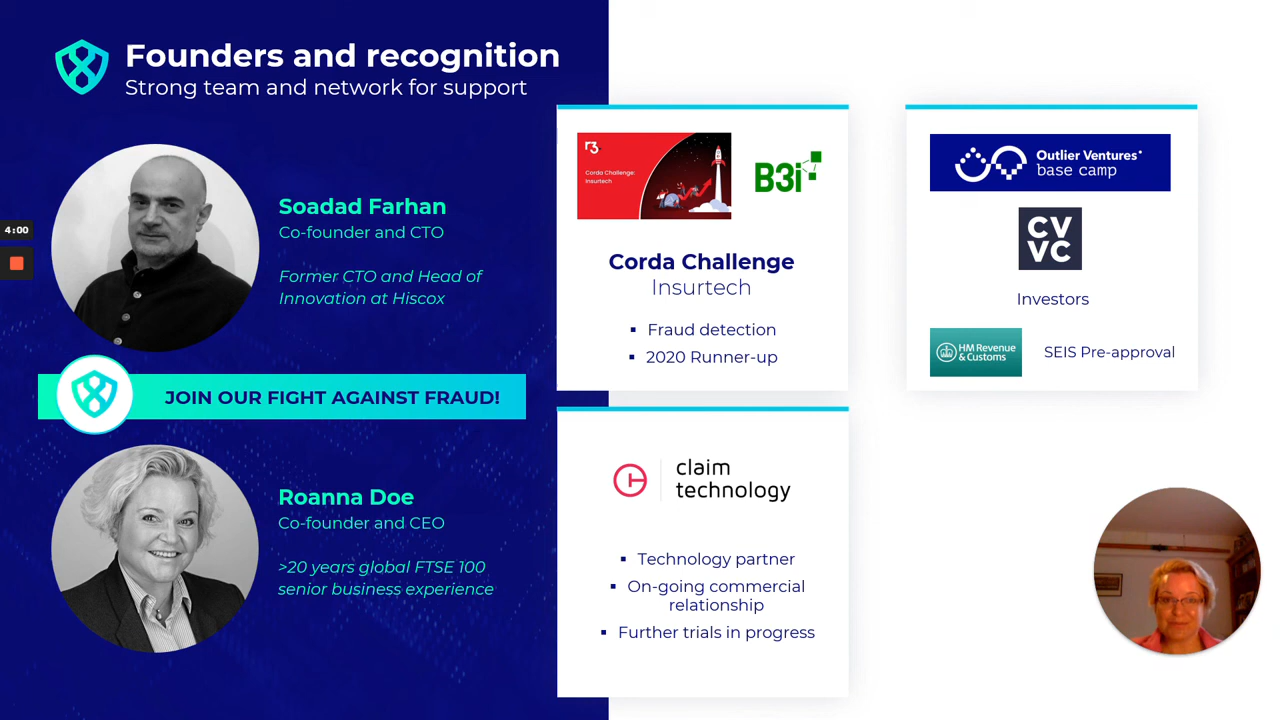 Founders and recognition
Strong team and network for support
4:00
Soadad Farhan
Co-founder and CTO
Former CTO and Head of
Innovation at Hiscox
JOIN OUR FIGHT AGAINST FRAUD!
Roanna Doe
Co-founder and CEO
>20 years global FTSE 100
senior business experience
r3.
Corda Challenge:
Insurtech
B3i
Corda Challenge
Insurtech
▪ Fraud detection
▪ 2020 Runner-up
claim
technology
▪ Technology partner
▪ On-going commercial
relationship
▪ Further trials in progress
Outlier Ventures
base camp
CV
VC
Investors
HM Revenue
& Customs
SEIS Pre-approval